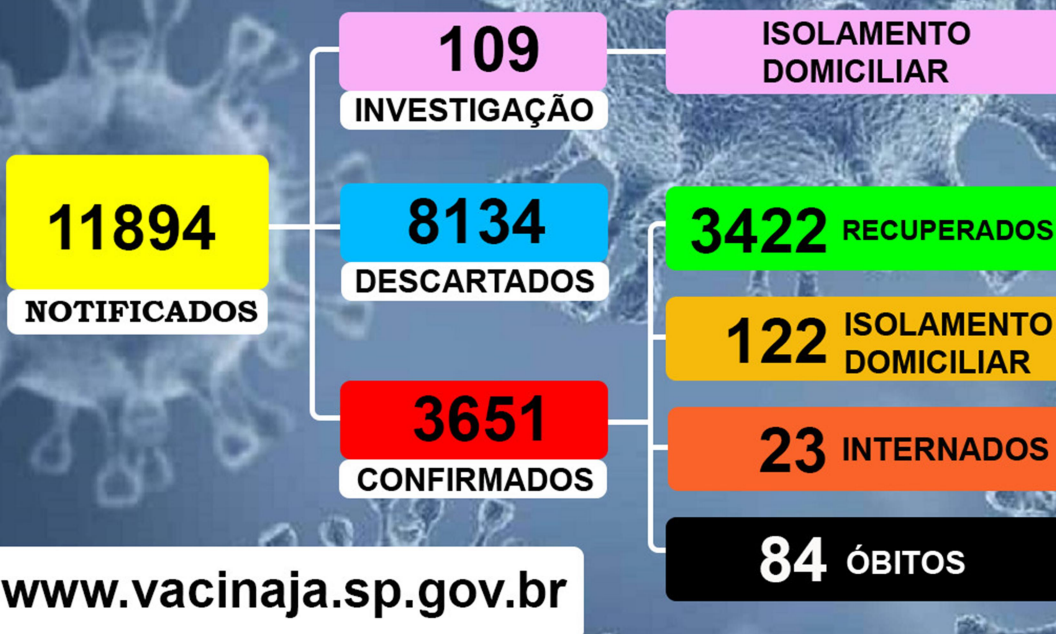 11894
NOTIFICADOS
109
INVESTIGAÇÃO
ISOLAMENTO
DOMICILIAR
8134
DESCARTADOS
3651
CONFIRMADOS
3422 RECUPERADOS
122 ISOLAMENTO
DOMICILIAR
23 INTERNADOS
84 ÓBITOS
www.vacinaja.sp.gov.br